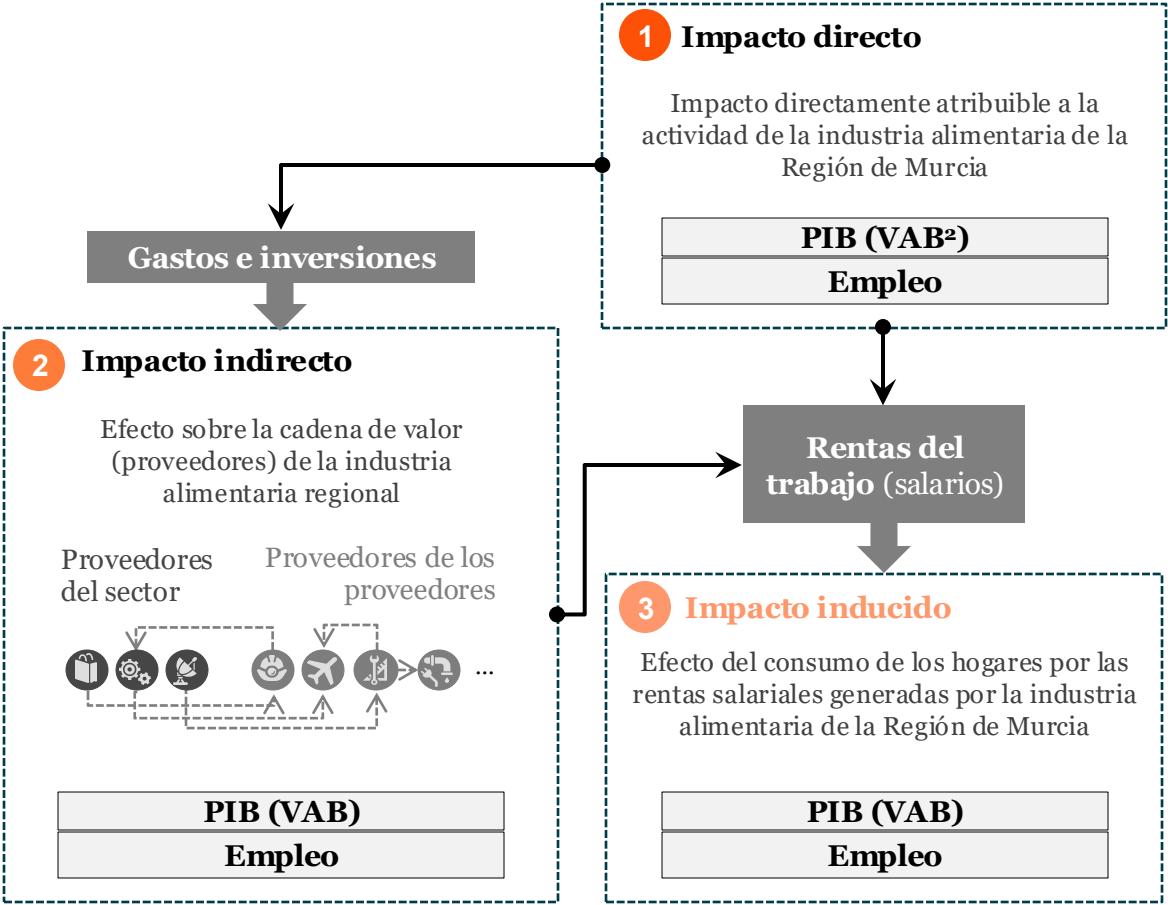 1 Impacto directo
Impacto directamente atribuible a la
actividad de la industria alimentaria de la
Región de Murcia
PIB (VAB²)
Empleo
Gastos e inversiones
2 Impacto indirecto
Efecto sobre la cadena de valor
(proveedores) de la industria
alimentaria regional
Proveedores
del sector
Proveedores de los
proveedores
...
PIB (VAB)
Empleo
Rentas del
trabajo (salarios)
3 Impacto inducido
Efecto del consumo de los hogares por las
rentas salariales generadas por la industria
alimentaria de la Región de Murcia
PIB (VAB)
Empleo